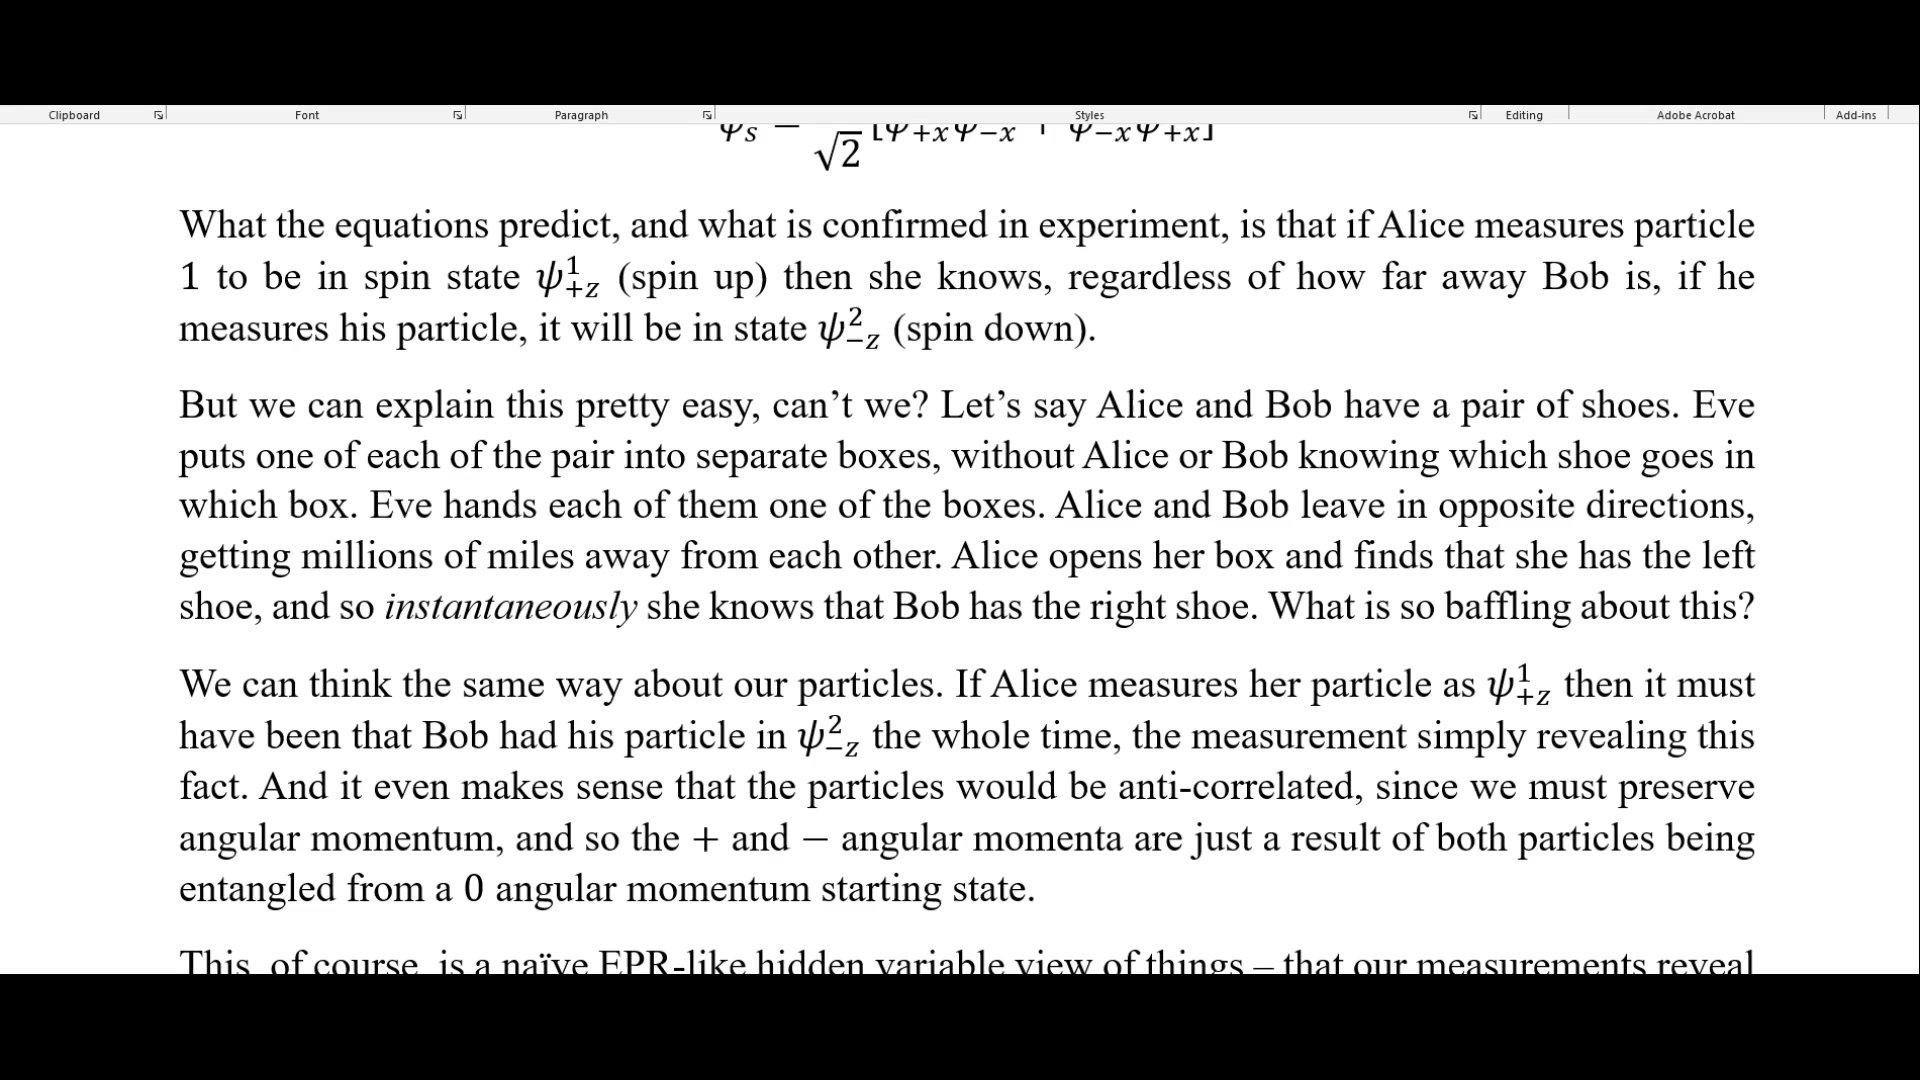 Clipboard Font Paragraph Styles Editing Adobe Acrobat Add-ins
What the equations predict, and what is confirmed in experiment, is that if Alice measures particle
1 to be in spin state ψ¹₊z (spin up) then she knows, regardless of how far away Bob is, if he
measures his particle, it will be in state ψ²₋z (spin down).
But we can explain this pretty easy, can’t we? Let’s say Alice and Bob have a pair of shoes. Eve
puts one of each of the pair into separate boxes, without Alice or Bob knowing which shoe goes in
which box. Eve hands each of them one of the boxes. Alice and Bob leave in opposite directions,
getting millions of miles away from each other. Alice opens her box and finds that she has the left
shoe, and so instantaneously she knows that Bob has the right shoe. What is so baffling about this?
We can think the same way about our particles. If Alice measures her particle as ψ¹₊z then it must
have been that Bob had his particle in ψ²₋z the whole time, the measurement simply revealing this
fact. And it even makes sense that the particles would be anti-correlated, since we must preserve
angular momentum, and so the + and − angular momenta are just a result of both particles being
entangled from a 0 angular momentum starting state.
This, of course, is a naïve EPR-like hidden variable view of things – that our measurements reveal